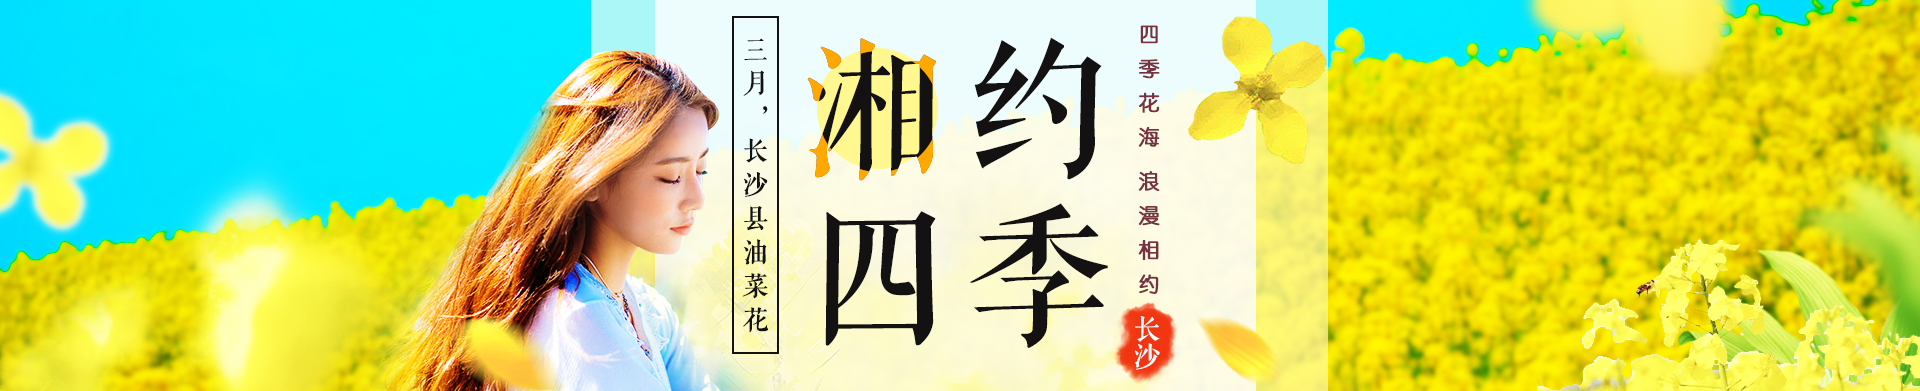 三月，长沙县油菜花
湘约
四季
四季花海 浪漫相约
长沙